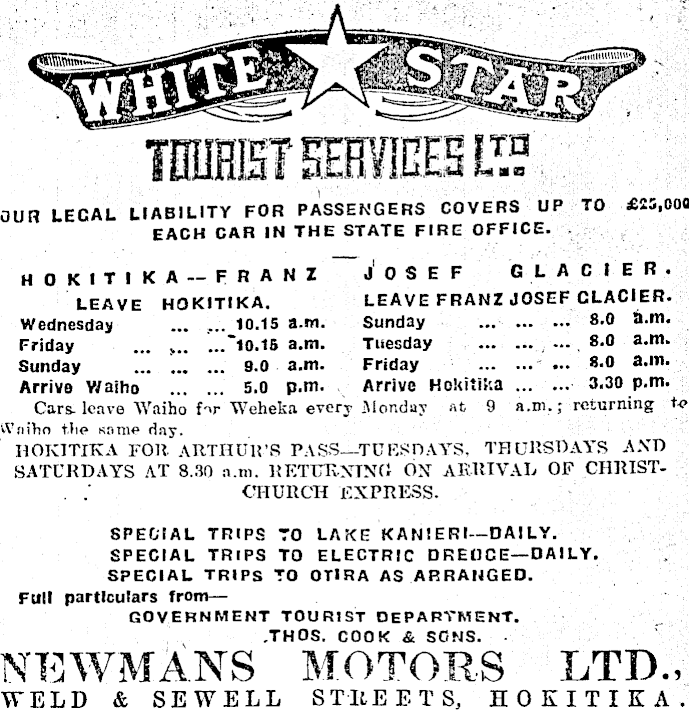 WHITE STAR
TOURIST SERVICES LTD
OUR LEGAL LIABILITY FOR PASSENGERS COVERS UP TO £25,000
EACH CAR IN THE STATE FIRE OFFICE.
HOKITIKA--FRANZ JOSEF GLACIER.
LEAVE HOKITIKA.
Wednesday ... ... 10.15 a.m.
Friday ... ... ... 10.15 a.m.
Sunday ... ... ... 9.0 a.m.
Arrive Waiho ... ... 5.0 p.m.
LEAVE FRANZ JOSEF GLACIER.
Sunday ... ... ... 8.0 a.m.
Tuesday ... ... ... 8.0 a.m.
Friday ... ... ... 8.0 a.m.
Arrive Hokitika ... ... 3.30 p.m.
Cars leave Waiho for Weheka every Monday at 9 a.m.; returning to
Waiho the same day.
HOKITIKA FOR ARTHUR'S PASS—TUESDAYS, THURSDAYS AND
SATURDAYS AT 8.30 a.m. RETURNING ON ARRIVAL OF CHRIST-
CHURCH EXPRESS.
SPECIAL TRIPS TO LAKE KANIERI—DAILY.
SPECIAL TRIPS TO ELECTRIC DREDGE—DAILY.
SPECIAL TRIPS TO OTIRA AS ARRANGED.
Full particulars from—
GOVERNMENT TOURIST DEPARTMENT.
THOS. COOK & SONS.
NEWMANS MOTORS LTD.,
WELD & SEWELL STREETS, HOKITIKA.